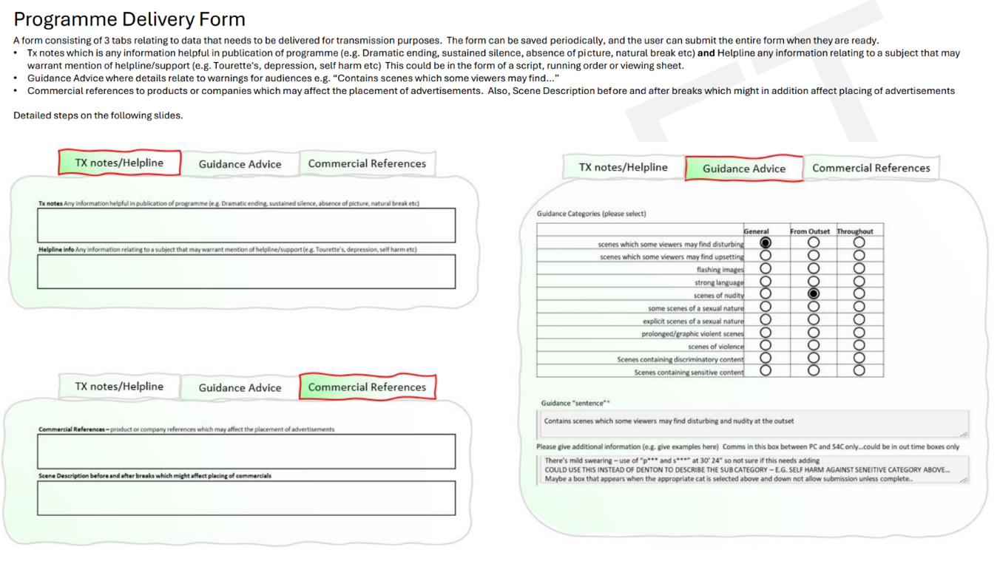 Programme Delivery Form
A form consisting of 3 tabs relating to data that needs to be delivered for transmission purposes. The form can be saved periodically, and the user can submit the entire form when they are ready.
• Tx notes which is any information helpful in publication of programme (e.g. Dramatic ending, sustained silence, absence of picture, natural break etc) and Helpline any information relating to a subject that may
warrant mention of helpline/support (e.g. Tourette's, depression, self harm etc) This could be in the form of a script, running order or viewing sheet.
• Guidance Advice where details relate to warnings for audiences e.g. “Contains scenes which some viewers may find...”
• Commercial references to products or companies which may affect the placement of advertisements. Also, Scene Description before and after breaks which might in addition affect placing of advertisements
Detailed steps on the following slides.
TX notes/Helpline Guidance Advice Commercial References
Tx notes Any information helpful in publication of programme (e.g. Dramatic ending, sustained silence, absence of picture, natural break etc)
Helpline info Any information relating to a subject that may warrant mention of helpline/support (e.g. Tourette's, depression, self harm etc)
TX notes/Helpline Guidance Advice Commercial References
Commercial References – product or company references which may affect the placement of advertisements
Scene Description before and after breaks which might affect placing of commercials
TX notes/Helpline Guidance Advice Commercial References
Guidance Categories (please select)
General From Outset Throughout
scenes which some viewers may find disturbing
scenes which some viewers may find upsetting
flashing images
strong language
scenes of nudity
some scenes of a sexual nature
explicit scenes of a sexual nature
prolonged/graphic violent scenes
scenes of violence
Scenes containing discriminatory content
Scenes containing sensitive content
Guidance "sentence"*
Contains scenes which some viewers may find disturbing and nudity at the outset
Please give additional information (e.g. give examples here) Comms in this box between PC and S4C only...could be in out time boxes only
There's mild swearing – use of "p*** and s***" at 30' 24" so not sure if this needs adding
COULD USE THIS INSTEAD OF DENTON TO DESCRIBE THE SUB CATEGORY – E.G. SELF HARM AGAINST SENEITIVE CATEGORY ABOVE...
Maybe a box that appears when the appropriate cat is selected above and down not allow submission unless complete..